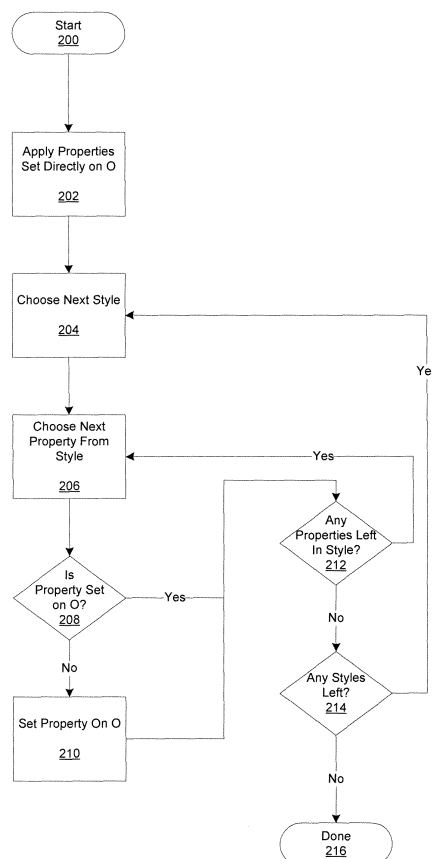 Start
200
Apply Properties
Set Directly on O
202
Choose Next Style
204
Ye
Choose Next
Property From
Style
206
Yes
Any
Properties Left
In Style?
212
Is
Property Set
on O?
208
Yes
No
No
Any Styles
Left?
214
Set Property On O
210
No
Done
216